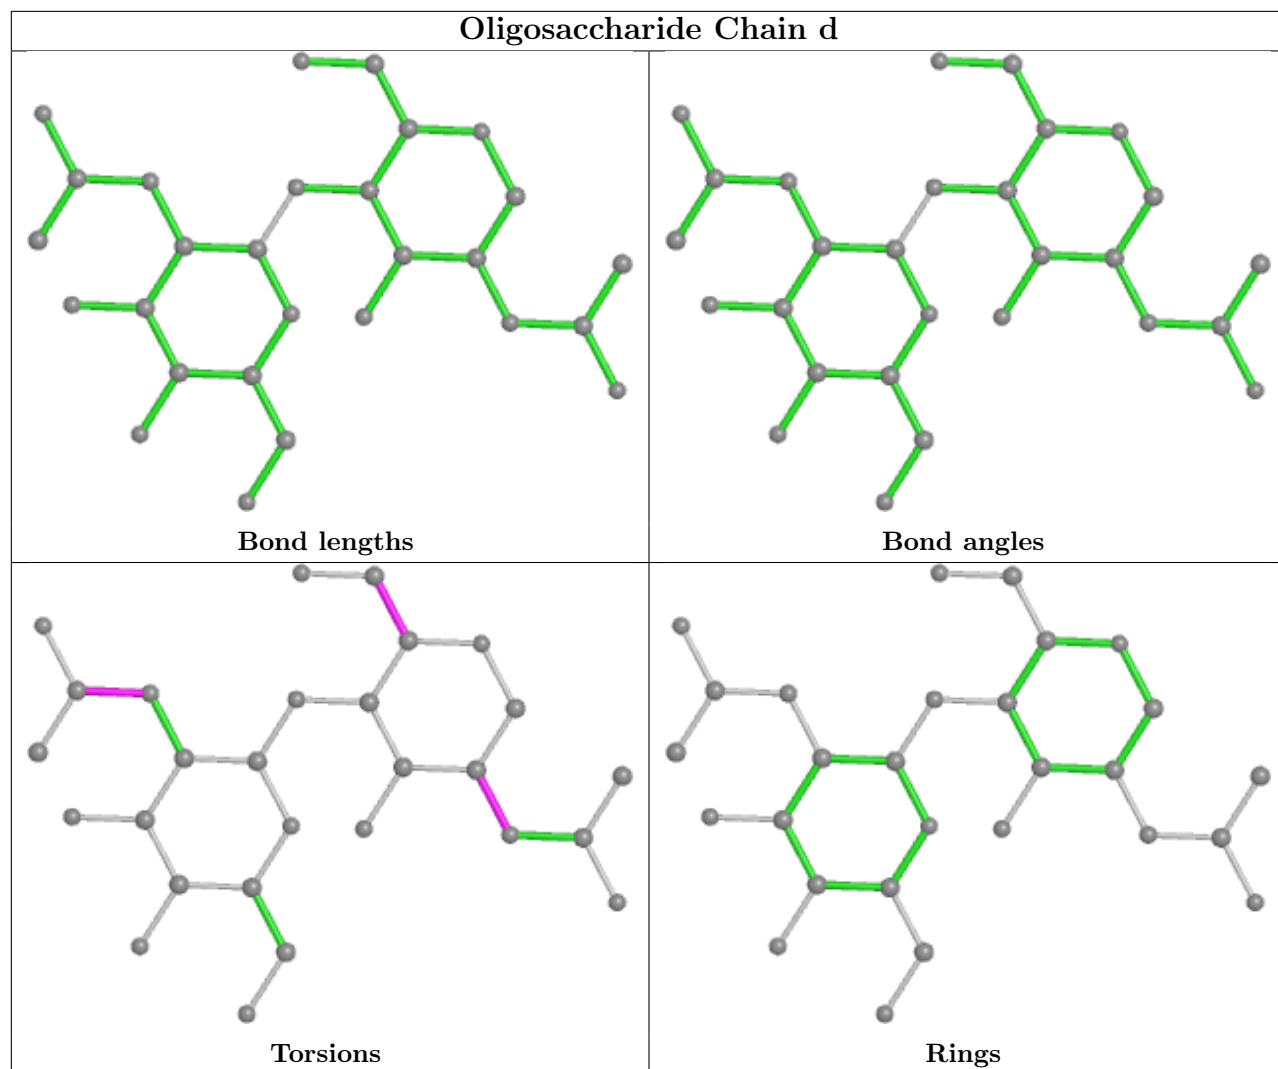 Oligosaccharide Chain d
Bond lengths
Bond angles
Torsions
Rings